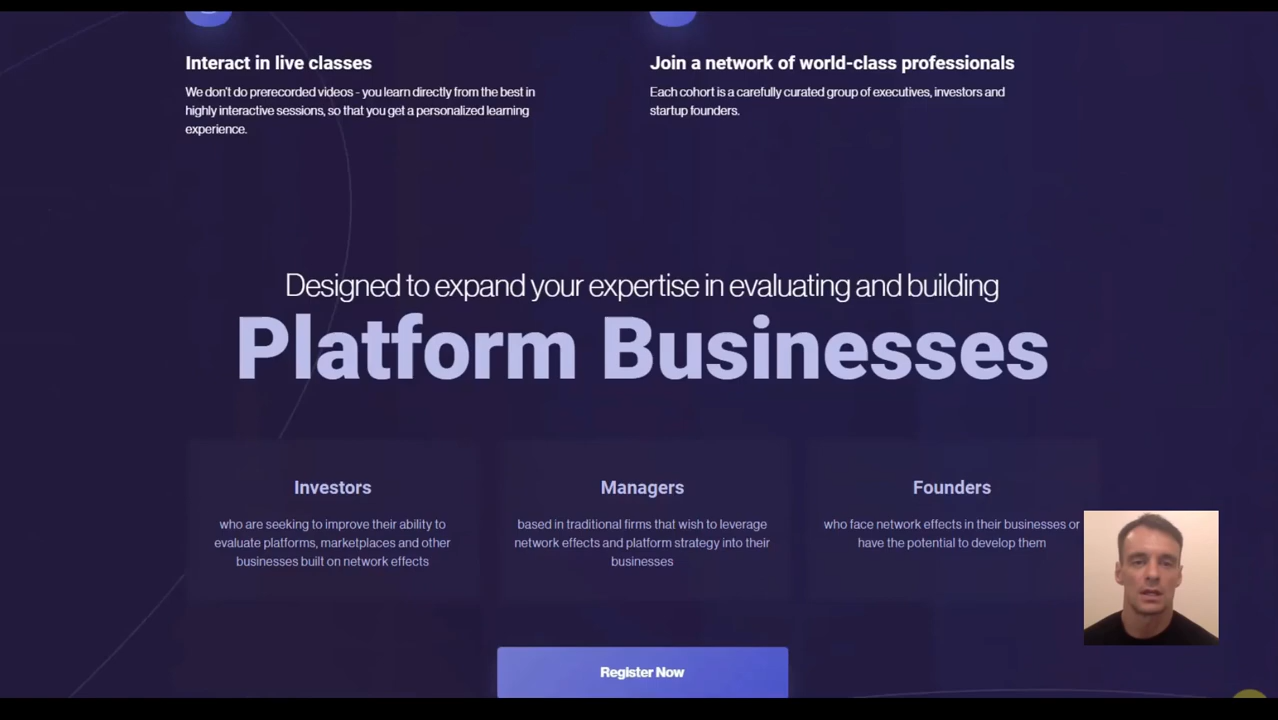 Interact in live classes
We don't do prerecorded videos - you learn directly from the best in
highly interactive sessions, so that you get a personalized learning
experience.
Join a network of world-class professionals
Each cohort is a carefully curated group of executives, investors and
startup founders.
Designed to expand your expertise in evaluating and building
Platform Businesses
Investors
who are seeking to improve their ability to
evaluate platforms, marketplaces and other
businesses built on network effects
Managers
based in traditional firms that wish to leverage
network effects and platform strategy into their
businesses
Founders
who face network effects in their businesses or
have the potential to develop them
Register Now